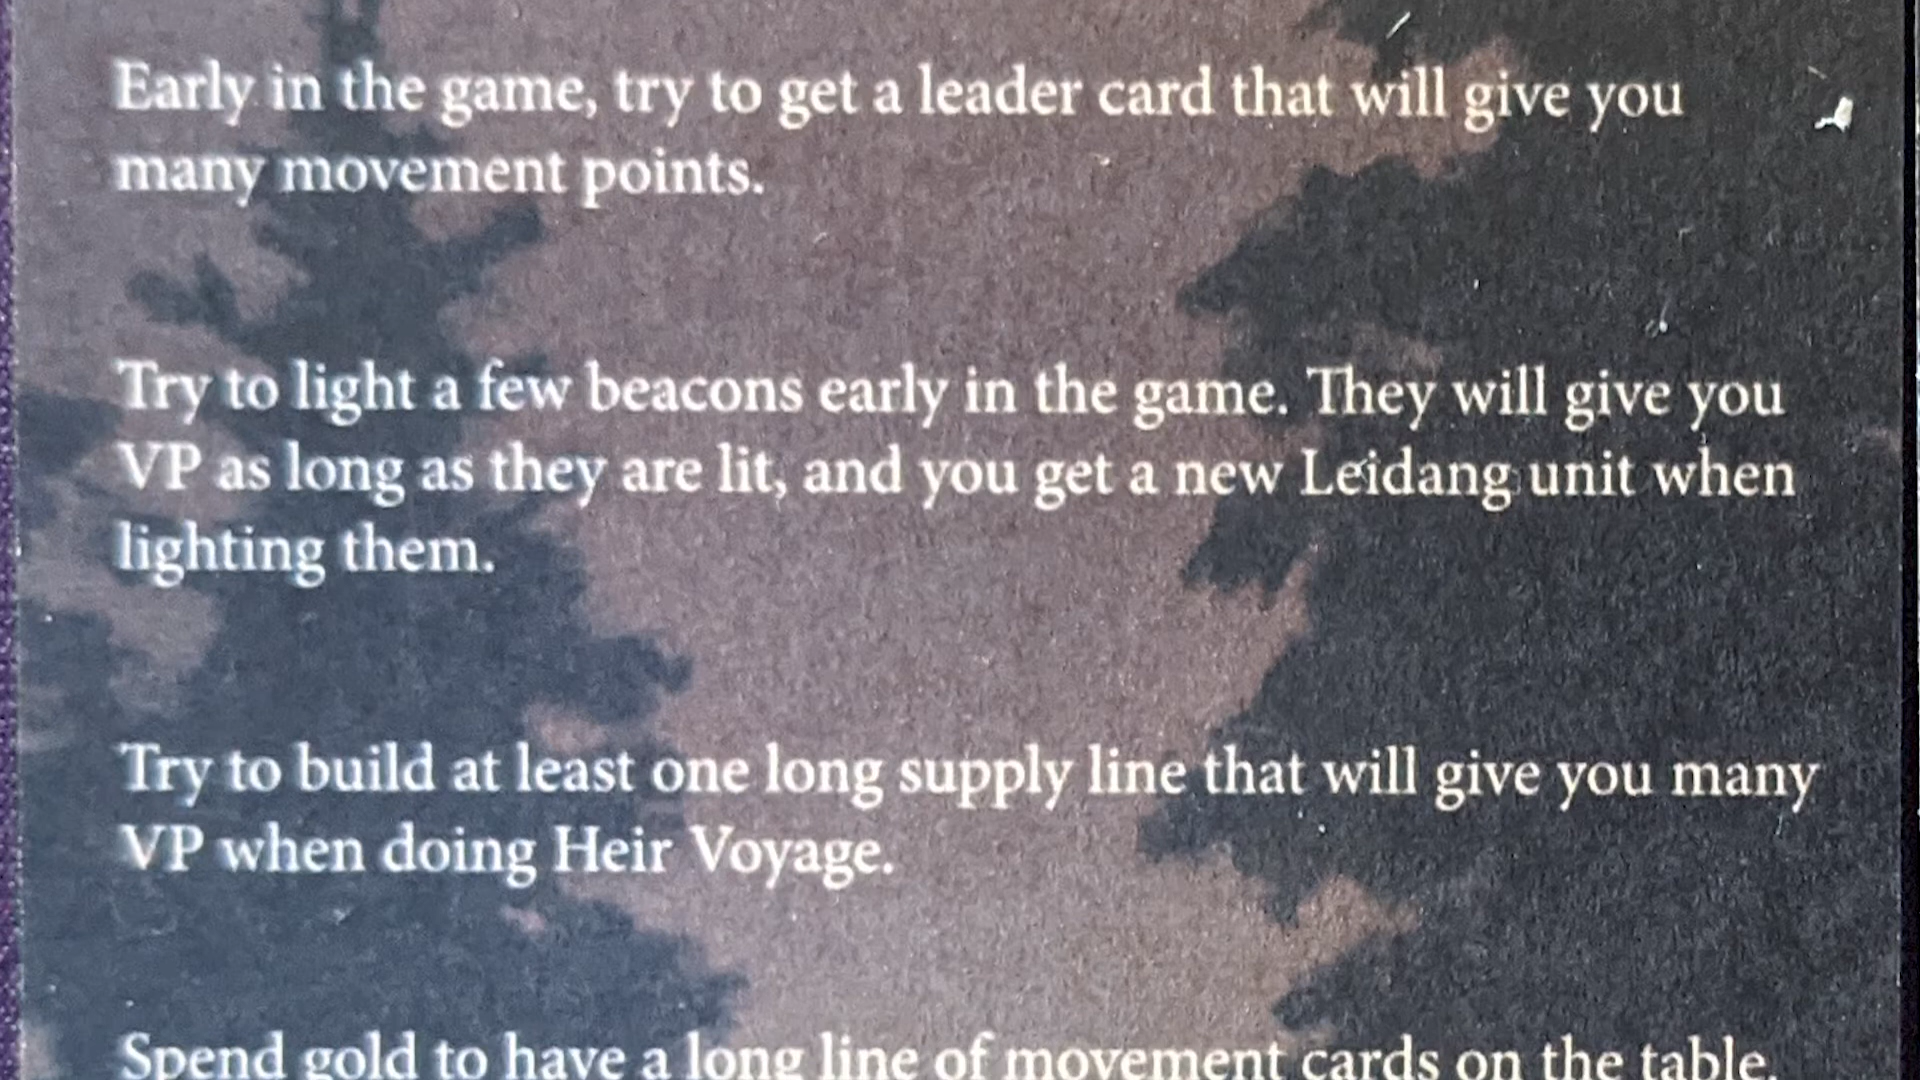 Early in the game, try to get a leader card that will give you
many movement points.
Try to light a few beacons early in the game. They will give you
VP as long as they are lit, and you get a new Leidang unit when
lighting them.
Try to build at least one long supply line that will give you many
VP when doing Heir Voyage.
Spend gold to have a long line of movement cards on the table.